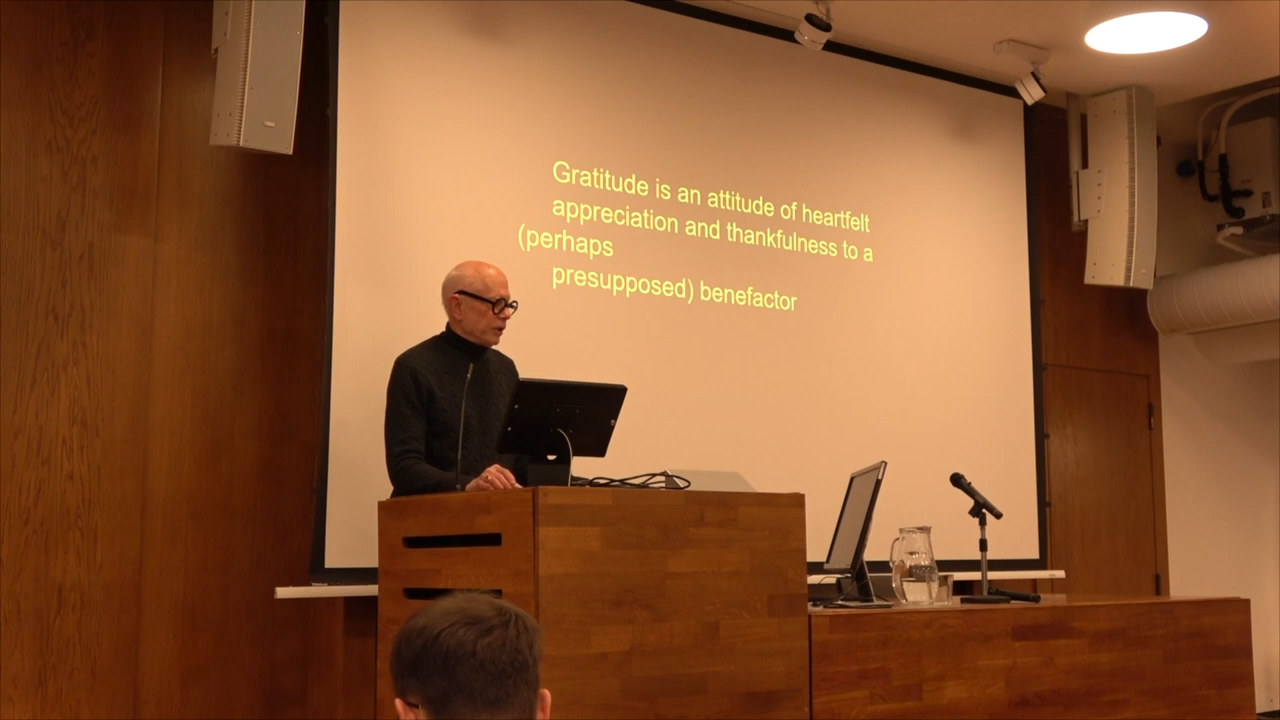 Gratitude is an attitude of heartfelt
appreciation and thankfulness to a
(perhaps
presupposed) benefactor